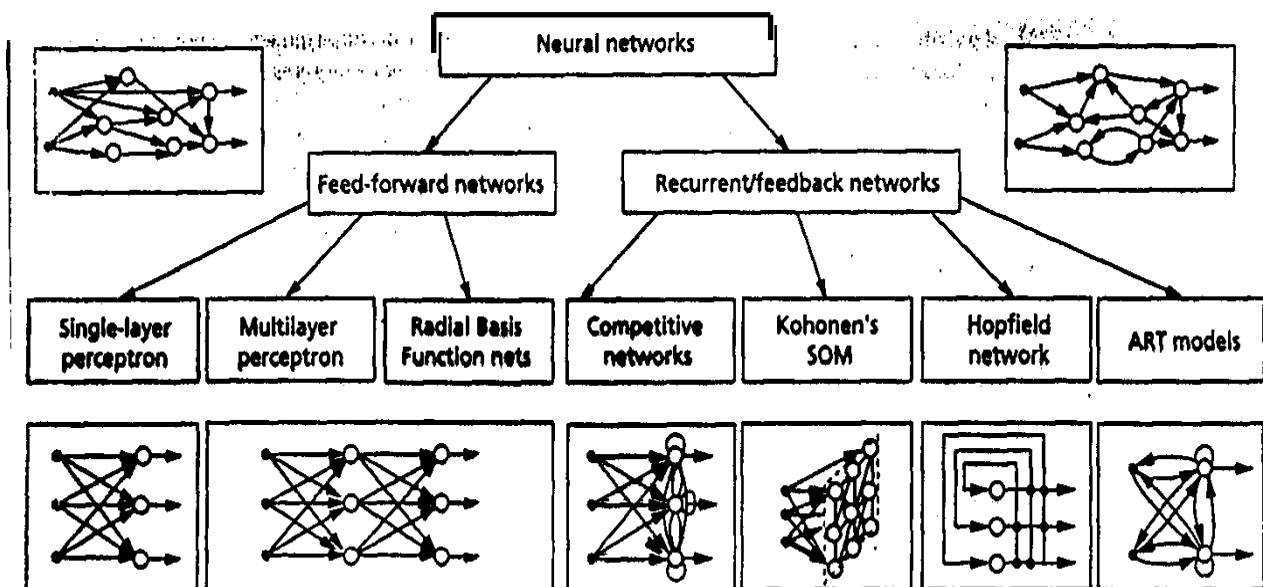 Neural networks
Feed-forward networks
Recurrent/feedback networks
Single-layer
perceptron
Multilayer
perceptron
Radial Basis
Function nets
Competitive
networks
Kohonen's
SOM
Hopfield
network
ART models